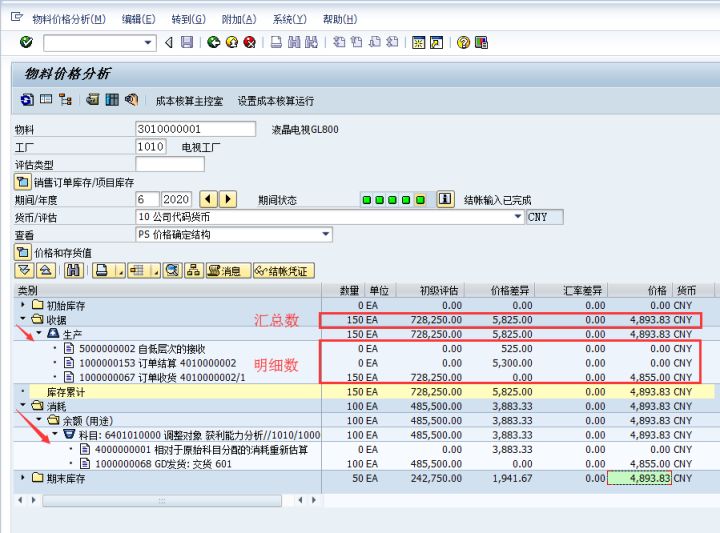 物料价格分析(M) 编辑(E) 转到(G) 附加(A) 系统(Y) 帮助(H)
物料价格分析
成本核算主控室 设置成本核算运行
物料 3010000001 液晶电视GL800
工厂 1010 电视工厂
评估类型
销售订单库存/项目库存
期间/年度 6 2020 期间状态 结帐输入已完成
货币/评估 10 公司代码货币 CNY
查看 PS 价格确定结构
价格和存货值
消息 结帐凭证
类别 数量 单位 初级评估 价格差异 汇率差异 价格 货币
初始库存 0 EA 0.00 0.00 0.00 0.00 CNY
收据 汇总数 150 EA 728,250.00 5,825.00 0.00 4,893.83 CNY
生产 150 EA 728,250.00 5,825.00 0.00 4,893.83 CNY
5000000002 自低层次的接收 0 EA 0.00 525.00 0.00 0.00 CNY
1000000153 订单结算 4010000002 明细数 0 EA 0.00 5,300.00 0.00 0.00 CNY
1000000067 订单收货 4010000002/1 150 EA 728,250.00 0.00 0.00 4,855.00 CNY
库存累计 150 EA 728,250.00 5,825.00 0.00 4,893.83 CNY
消耗 100 EA 485,500.00 3,883.33 0.00 4,893.83 CNY
余额 (用途) 100 EA 485,500.00 3,883.33 0.00 4,893.83 CNY
科目: 6401010000 调整对象 获利能力分析//1010/1000 100 EA 485,500.00 3,883.33 0.00 4,893.83 CNY
4000000001 相对于原始科目分配的消耗重新估算 0 EA 0.00 3,883.33 0.00 0.00 CNY
1000000068 GD发货: 交货 601 100 EA 485,500.00 0.00 0.00 4,855.00 CNY
期末库存 50 EA 242,750.00 1,941.67 0.00 4,893.83 CNY